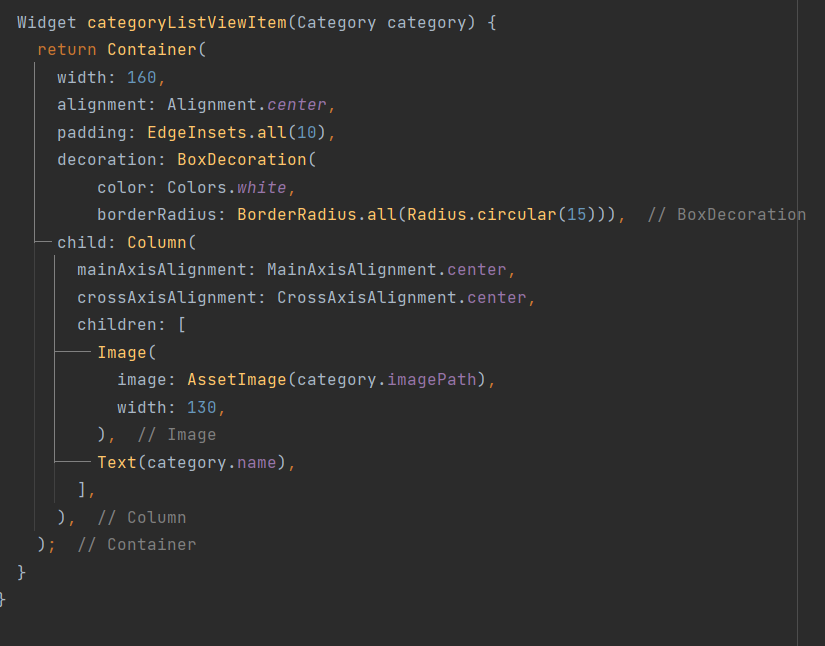 Widget categoryListViewItem(Category category) {
return Container(
width: 160,
alignment: Alignment.center,
padding: EdgeInsets.all(10),
decoration: BoxDecoration(
color: Colors.white,
borderRadius: BorderRadius.all(Radius.circular(15))), // BoxDecoration
child: Column(
mainAxisAlignment: MainAxisAlignment.center,
crossAxisAlignment: CrossAxisAlignment.center,
children: [
Image(
image: AssetImage(category.imagePath),
width: 130,
), // Image
Text(category.name),
],
), // Column
); // Container
}
}